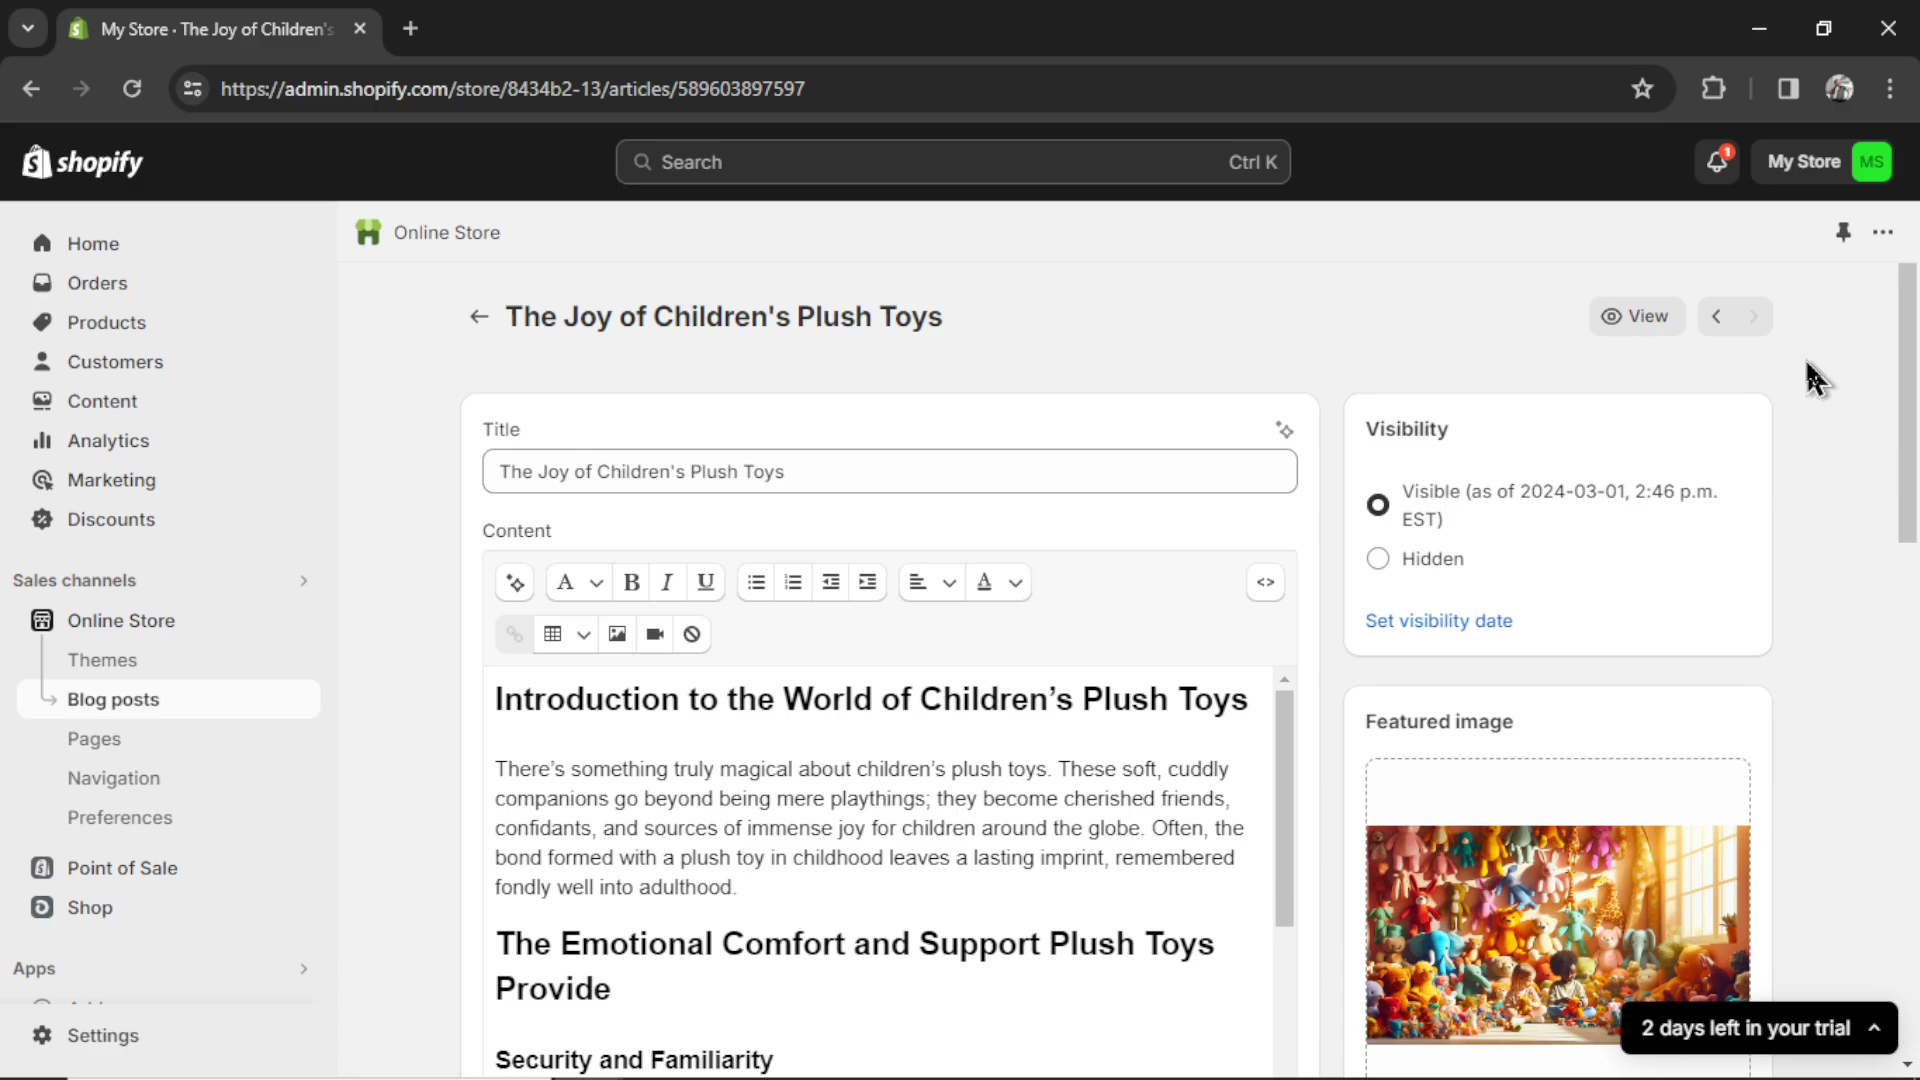 My Store · The Joy of Children's
https://admin.shopify.com/store/8434b2-13/articles/589603897597
shopify
Search
Ctrl K
1
My Store
MS
Home
Orders
Products
Customers
Content
Analytics
Marketing
Discounts
Sales channels
Online Store
Themes
Blog posts
Pages
Navigation
Preferences
Point of Sale
Shop
Apps
Settings
Online Store
The Joy of Children's Plush Toys
View
Title
The Joy of Children's Plush Toys
Content
Introduction to the World of Children’s Plush Toys
There’s something truly magical about children’s plush toys. These soft, cuddly
companions go beyond being mere playthings; they become cherished friends,
confidants, and sources of immense joy for children around the globe. Often, the
bond formed with a plush toy in childhood leaves a lasting imprint, remembered
fondly well into adulthood.
The Emotional Comfort and Support Plush Toys
Provide
Security and Familiarity
Visibility
Visible (as of 2024-03-01, 2:46 p.m.
EST)
Hidden
Set visibility date
Featured image
2 days left in your trial